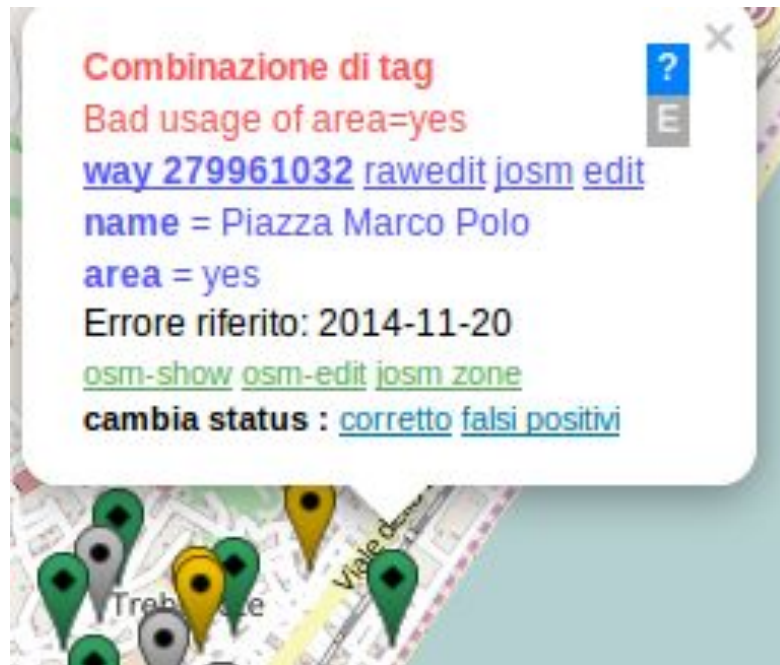 Combinazione di tag ?
Bad usage of area=yes E
way 279961032 rawedit josm edit
name = Piazza Marco Polo
area = yes
Errore riferito: 2014-11-20
osm-show osm-edit josm zone
cambia status : corretto falsi positivi
Viale